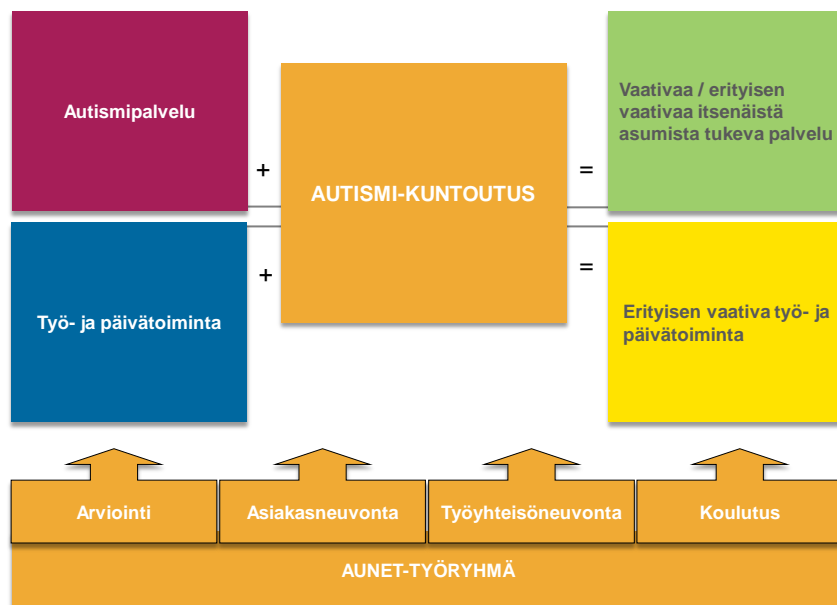 Autismipalvelu
+
AUTISMI-KUNTOUTUS
=
Vaativaa / erityisen
vaativaa itsenäistä
asumista tukeva palvelu
Työ- ja päivätoiminta
+
=
Erityisen vaativa työ- ja
päivätoiminta
Arviointi
Asiakasneuvonta
Työyhteisöneuvonta
Koulutus
AUNET-TYÖRYHMÄ